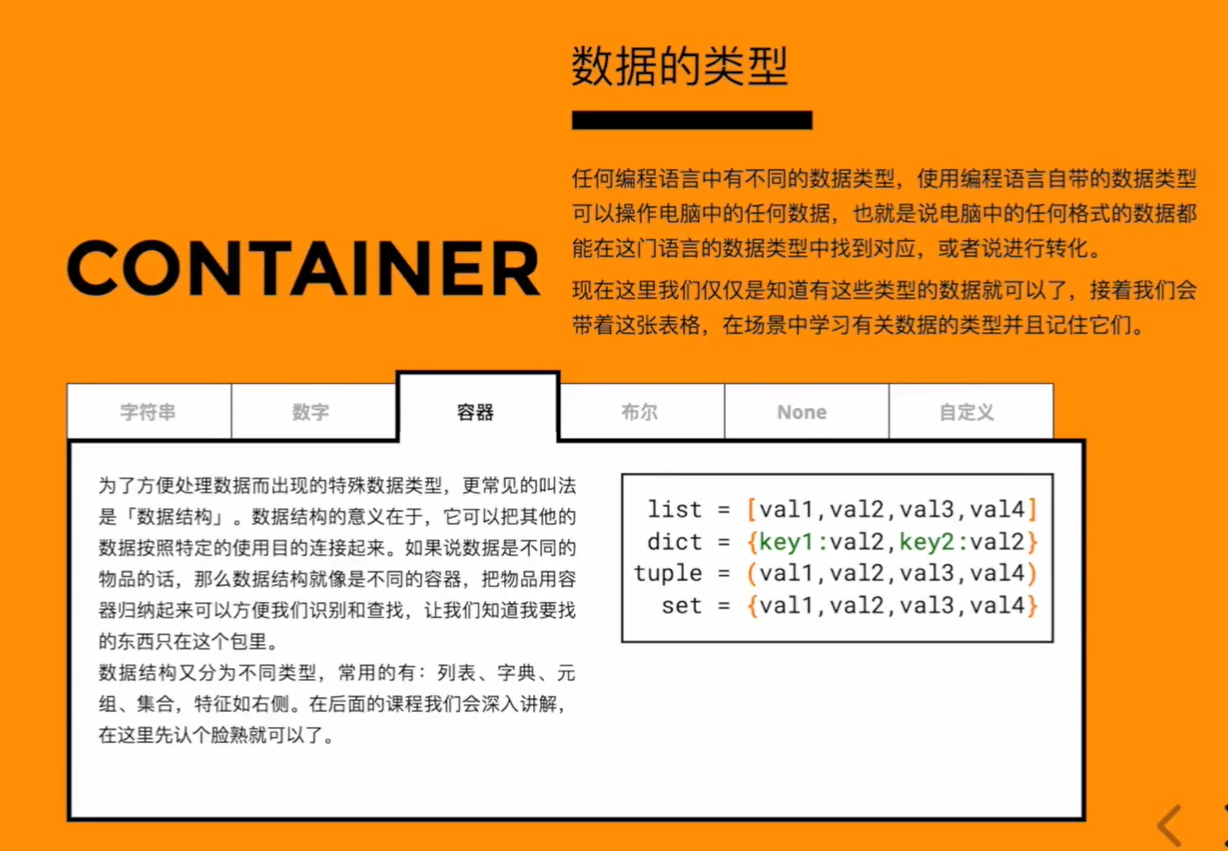 数据的类型
任何编程语言中有不同的数据类型，使用编程语言自带的数据类型
可以操作电脑中的任何数据，也就是说电脑中的任何格式的数据都
能在这门语言的数据类型中找到对应，或者说进行转化。
现在这里我们仅仅是知道有这些类型的数据就可以了，接着我们会
带着这张表格，在场景中学习有关数据的类型并且记住它们。
CONTAINER
字符串 数字 容器 布尔 None 自定义
为了方便处理数据而出现的特殊数据类型，更常见的叫法
是「数据结构」。数据结构的意义在于，它可以把其他的
数据按照特定的使用目的连接起来。如果说数据是不同的
物品的话，那么数据结构就像是不同的容器，把物品用容
器归纳起来可以方便我们识别和查找，让我们知道我要找
的东西只在这个包里。
数据结构又分为不同类型，常用的有：列表、字典、元
组、集合，特征如右侧。在后面的课程我们会深入讲解，
在这里先认个脸熟就可以了。
list = [val1,val2,val3,val4]
dict = {key1:val2,key2:val2}
tuple = (val1,val2,val3,val4)
set = {val1,val2,val3,val4}